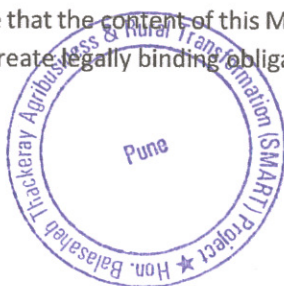 e that the content of this M
reate legally binding obliga
Hon. Balasaheb Thackeray Agribusiness & Rural Transformation (SMART) Project ★
Pune